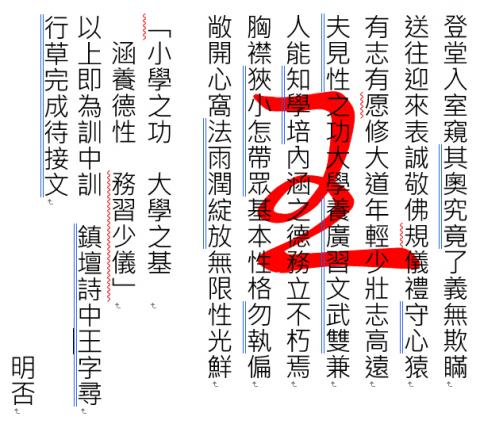 登堂入室窺其奧究竟了義無欺瞞
送往迎來表誠敬佛規儀禮守心猿
有志有愿修大道年輕少壯志高遠
夫見性之功大學養廣習文武雙兼
人能知學培內涵之德務立不朽焉
胸襟狹小怎帶眾基本性格勿執偏
敞開心窩法雨潤綻放無限性光鮮
「小學之功　大學之基
　涵養德性　務習少儀」
以上即為訓中訓　鎮壇詩中王字尋
行草完成待接文
明否